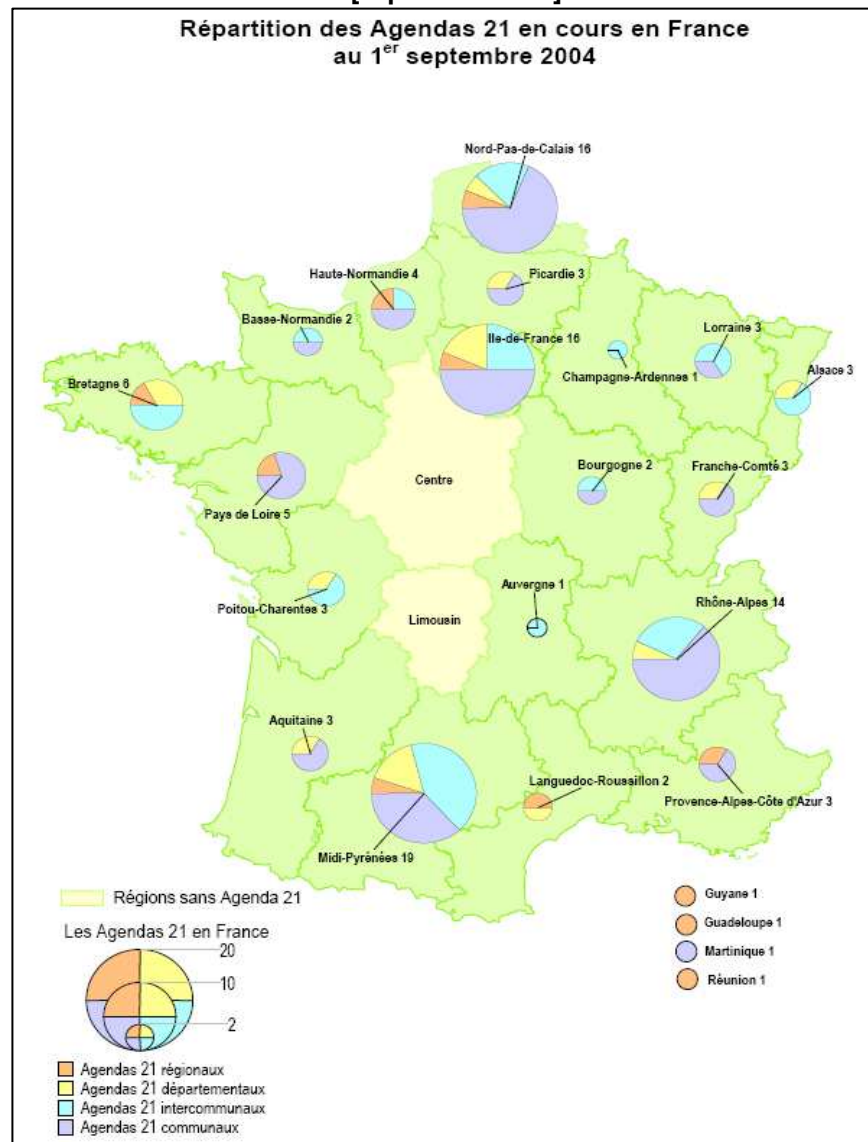 Répartition des Agendas 21 en cours en France
au 1er septembre 2004
Nord-Pas-de-Calais 16
Haute-Normandie 4
Picardie 3
Basse-Normandie 2
Ile-de-France 16
Lorraine 3
Champagne-Ardennes 1
Alsace 3
Bretagne 6
Centre
Bourgogne 2
Franche-Comté 3
Pays de Loire 5
Auvergne 1
Rhône-Alpes 14
Poitou-Charentes 3
Limousin
Aquitaine 3
Languedoc-Roussillon 2
Provence-Alpes-Côte d'Azur 3
Midi-Pyrénées 19
Régions sans Agenda 21
Guyane 1
Guadeloupe 1
Martinique 1
Réunion 1
Les Agendas 21 en France
20
10
2
Agendas 21 régionaux
Agendas 21 départementaux
Agendas 21 intercommunaux
Agendas 21 communaux